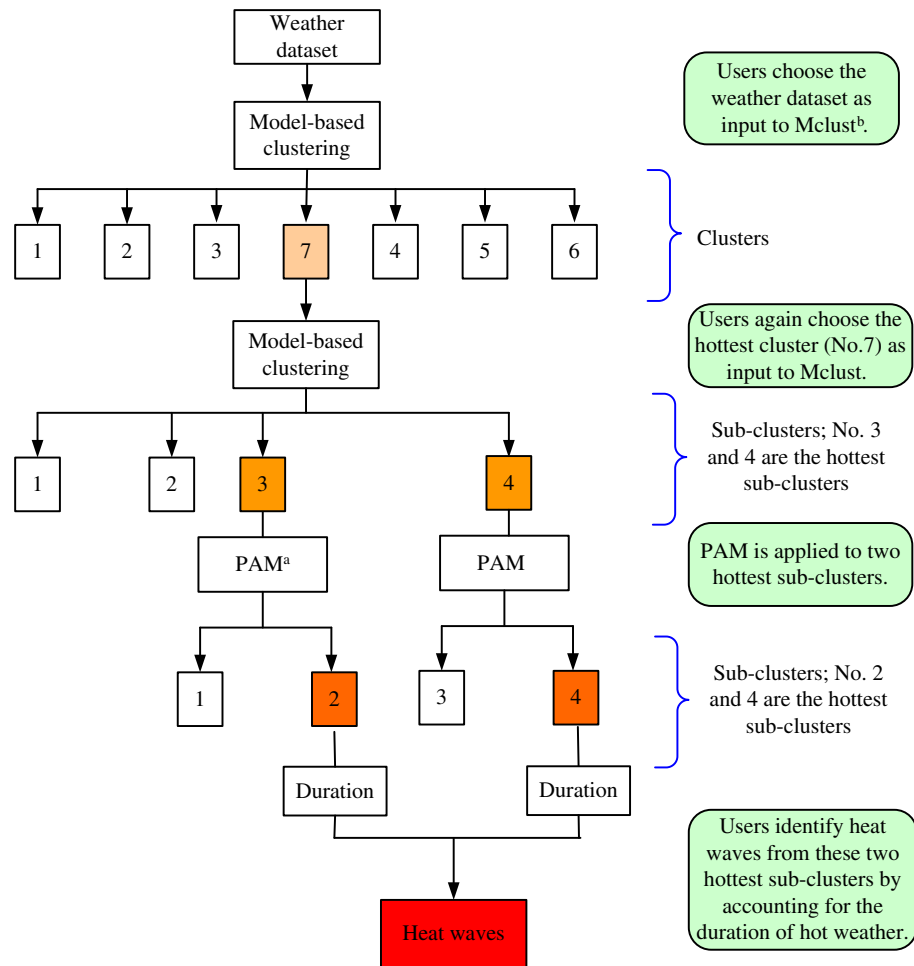 Weather
dataset
Users choose the
weather dataset as
input to Mclustᵇ.
Model-based
clustering
1 2 3 7 4 5 6
Clusters
Users again choose the
hottest cluster (No.7) as
input to Mclust.
Model-based
clustering
1 2 3 4
Sub-clusters; No. 3
and 4 are the hottest
sub-clusters
PAMᵃ PAM
PAM is applied to two
hottest sub-clusters.
1 2 3 4
Sub-clusters; No. 2
and 4 are the hottest
sub-clusters
Duration Duration
Users identify heat
waves from these two
hottest sub-clusters by
accounting for the
duration of hot weather.
Heat waves